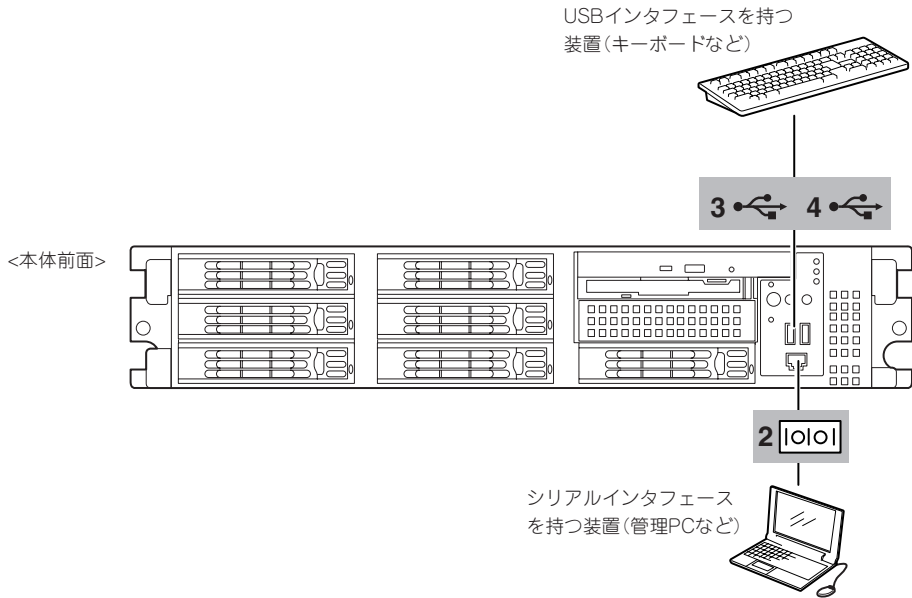 USBインタフェースを持つ
装置(キーボードなど)
3 4
<本体前面>
2 |o|o|
シリアルインタフェース
を持つ装置(管理PCなど)